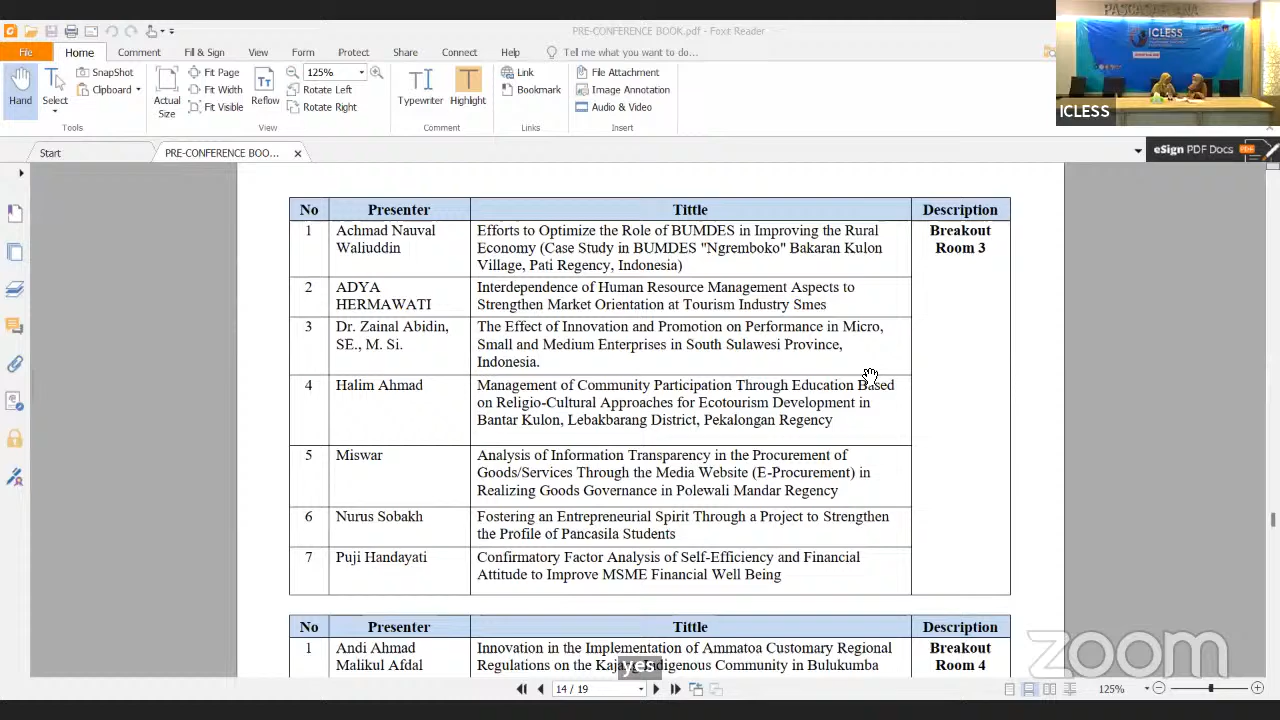 PRE-CONFERENCE BOOK.pdf - Foxit Reader
File
Home
Comment
Fill & Sign
View
Form
Protect
Share
Connect
Help
Tell me what you want to do...
Hand
Select
SnapShot
Clipboard
Tools
Actual
Size
Fit Page
Fit Width
Fit Visible
Reflow
125%
Rotate Left
Rotate Right
View
Typewriter
Highlight
Comment
Link
Bookmark
Links
File Attachment
Image Annotation
Audio & Video
Insert
PASCASARJANA
ICLESS
ICLESS
Start
PRE-CONFERENCE BOO...
eSign PDF Docs
No Presenter Tittle Description
1 Achmad Nauval Efforts to Optimize the Role of BUMDES in Improving the Rural Breakout
Waliuddin Economy (Case Study in BUMDES "Ngremboko" Bakaran Kulon Room 3
Village, Pati Regency, Indonesia)
2 ADYA Interdependence of Human Resource Management Aspects to
HERMAWATI Strengthen Market Orientation at Tourism Industry Smes
3 Dr. Zainal Abidin, The Effect of Innovation and Promotion on Performance in Micro,
SE., M. Si. Small and Medium Enterprises in South Sulawesi Province,
Indonesia.
4 Halim Ahmad Management of Community Participation Through Education Based
on Religio-Cultural Approaches for Ecotourism Development in
Bantar Kulon, Lebakbarang District, Pekalongan Regency
5 Miswar Analysis of Information Transparency in the Procurement of
Goods/Services Through the Media Website (E-Procurement) in
Realizing Goods Governance in Polewali Mandar Regency
6 Nurus Sobakh Fostering an Entrepreneurial Spirit Through a Project to Strengthen
the Profile of Pancasila Students
7 Puji Handayati Confirmatory Factor Analysis of Self-Efficiency and Financial
Attitude to Improve MSME Financial Well Being
No Presenter Tittle Description
1 Andi Ahmad Innovation in the Implementation of Ammatoa Customary Regional Breakout
Malikul Afdal Regulations on the Indigenous Community in Bulukumba Room 4
yes
zoom
14 / 19
125%